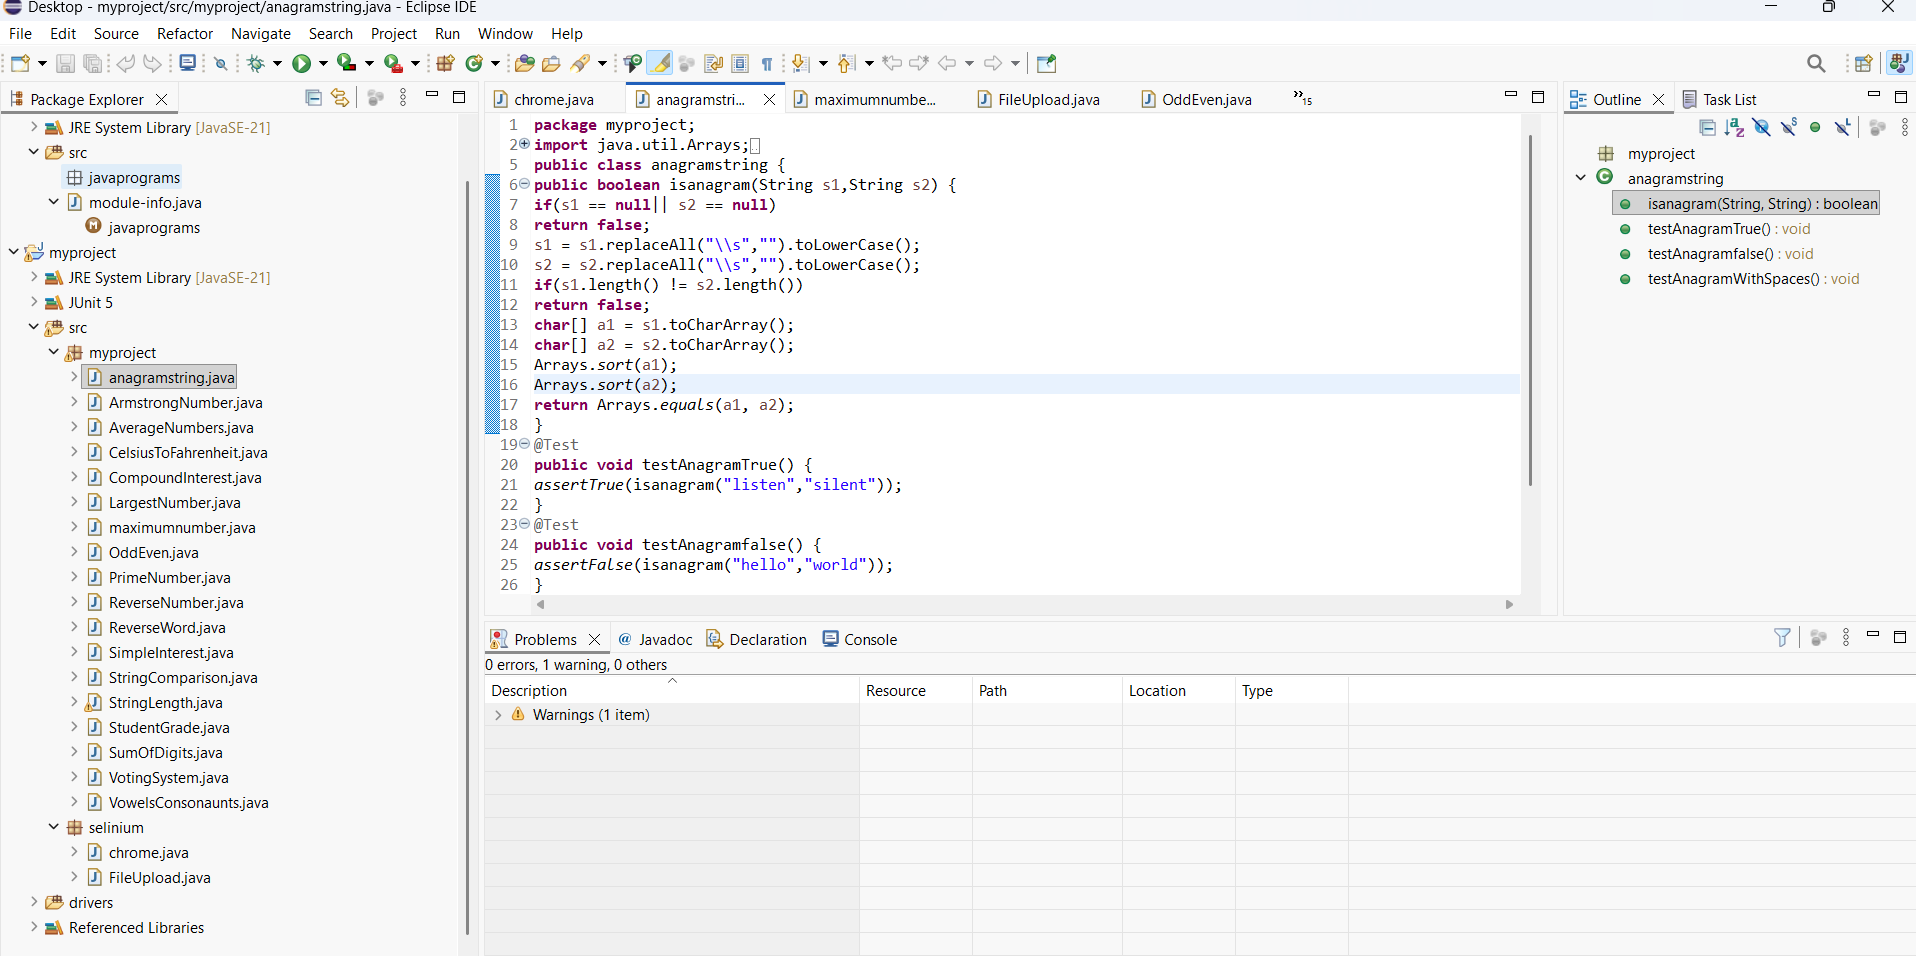 Desktop - myproject/src/myproject/anagramstring.java - Eclipse IDE
File Edit Source Refactor Navigate Search Project Run Window Help
Package Explorer
JRE System Library [JavaSE-21]
src
javaprograms
module-info.java
javaprograms
myproject
JRE System Library [JavaSE-21]
JUnit 5
src
myproject
anagramstring.java
ArmstrongNumber.java
AverageNumbers.java
CelsiusToFahrenheit.java
CompoundInterest.java
LargestNumber.java
maximumnumber.java
OddEven.java
PrimeNumber.java
ReverseNumber.java
ReverseWord.java
SimpleInterest.java
StringComparison.java
StringLength.java
StudentGrade.java
SumOfDigits.java
VotingSystem.java
VowelsConsonaunts.java
selinium
chrome.java
FileUpload.java
drivers
Referenced Libraries
chrome.java anagramstri... maximumnumbe... FileUpload.java OddEven.java »15
1 package myproject;
2 import java.util.Arrays;
5 public class anagramstring {
6 public boolean isanagram(String s1,String s2) {
7 if(s1 == null|| s2 == null)
8 return false;
9 s1 = s1.replaceAll("\\s","").toLowerCase();
10 s2 = s2.replaceAll("\\s","").toLowerCase();
11 if(s1.length() != s2.length())
12 return false;
13 char[] a1 = s1.toCharArray();
14 char[] a2 = s2.toCharArray();
15 Arrays.sort(a1);
16 Arrays.sort(a2);
17 return Arrays.equals(a1, a2);
18 }
19 @Test
20 public void testAnagramTrue() {
21 assertTrue(isanagram("listen","silent"));
22 }
23 @Test
24 public void testAnagramfalse() {
25 assertFalse(isanagram("hello","world"));
26 }
Outline Task List
myproject
anagramstring
isanagram(String, String) : boolean
testAnagramTrue() : void
testAnagramfalse() : void
testAnagramWithSpaces() : void
Problems @ Javadoc Declaration Console
0 errors, 1 warning, 0 others
Description Resource Path Location Type
Warnings (1 item)